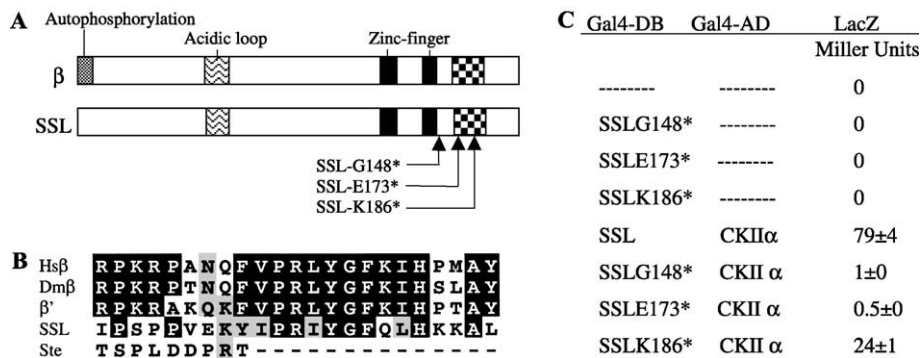 A
Autophosphorylation
Acidic loop
Zinc-finger
β
SSL
SSL-G148*
SSL-E173*
SSL-K186*
B
Hsβ RPKRPANQFVPRLYGFKIHPMAY
Dmβ RPKRPTNQFVPRLYGFKIHSLAY
β' RPKRAKQKFVPRLYGFKIHPTAY
SSL IPSPPVEKYIPRIYGFQLHKKAL
Ste TSPLDDPRT--------------
C
Gal4-DB Gal4-AD LacZ
Miller Units
-------- -------- 0
SSLG148* -------- 0
SSLE173* -------- 0
SSLK186* -------- 0
SSL CKIIα 79±4
SSLG148* CKII α 1±0
SSLE173* CKII α 0.5±0
SSLK186* CKII α 24±1